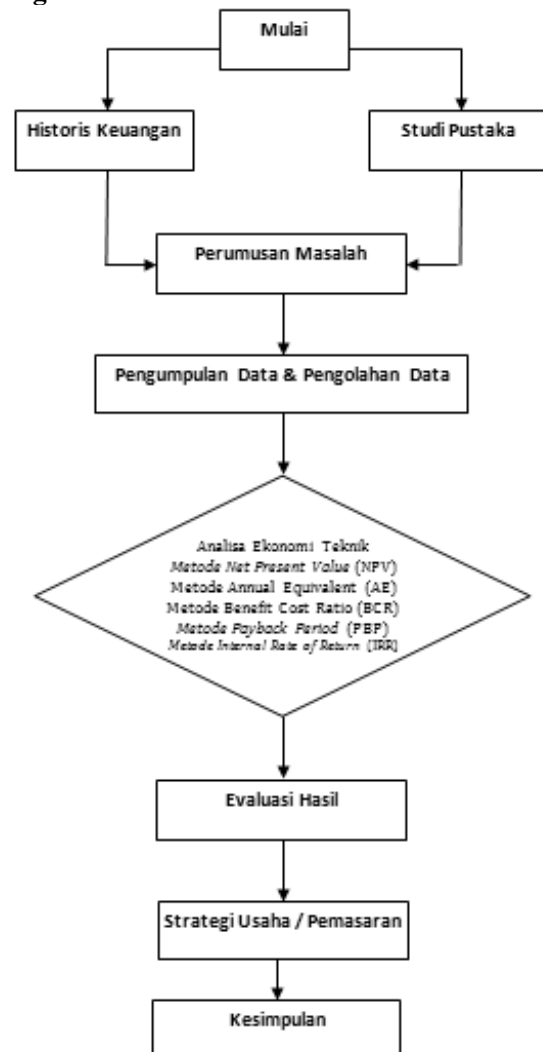 Mulai
Historis Keuangan
Studi Pustaka
Perumusan Masalah
Pengumpulan Data & Pengolahan Data
Analisa Ekonomi Teknik
Metode Net Present Value (NPV)
Metode Annual Equivalent (AE)
Metode Benefit Cost Ratio (BCR)
Metode Payback Period (PBP)
Metode Internal Rate of Return (IRR)
Evaluasi Hasil
Strategi Usaha / Pemasaran
Kesimpulan